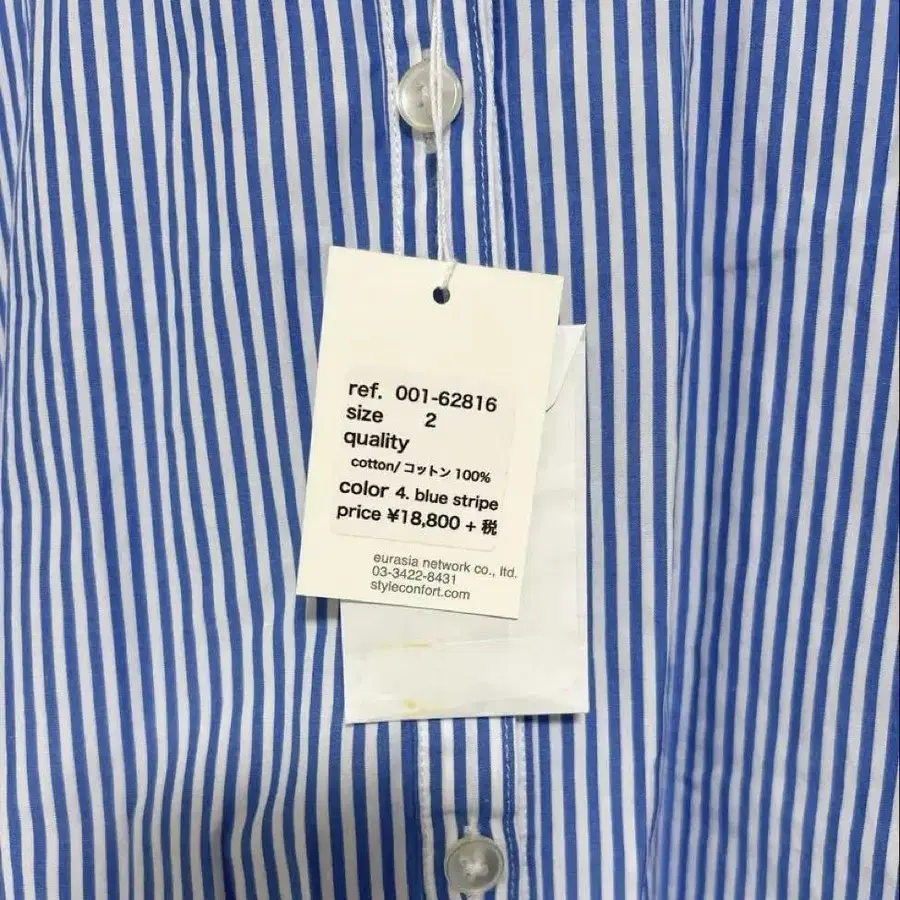 ref. 001-62816
size 2
quality
cotton/コットン 100%
color 4. blue stripe
price ¥18,800 + 税
eurasia network co., ltd.
03-3422-8431
styleconfort.com